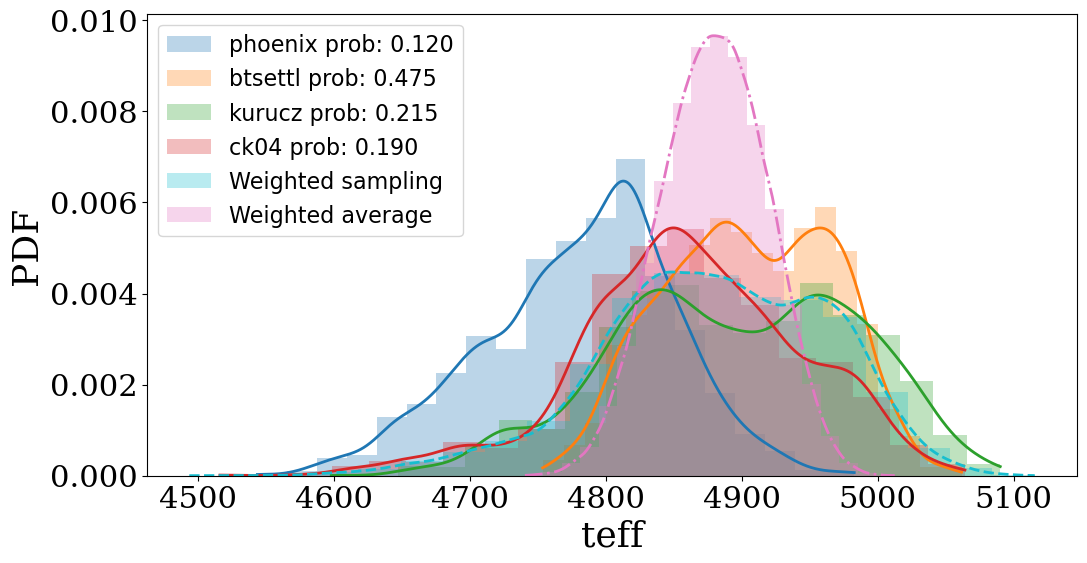 0.010
0.008
0.006
0.004
0.002
0.000
PDF
phoenix prob: 0.120
btsettl prob: 0.475
kurucz prob: 0.215
ck04 prob: 0.190
Weighted sampling
Weighted average
4500 4600 4700 4800 4900 5000 5100
teff